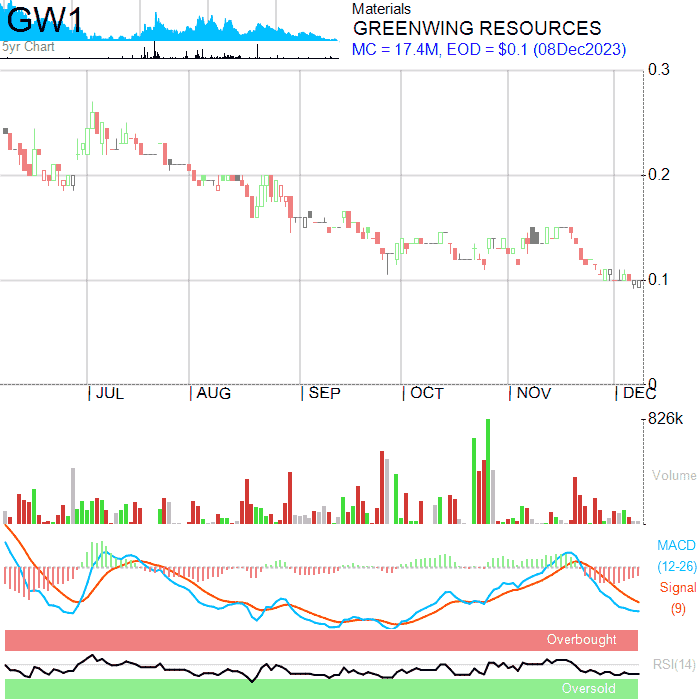 GW1
5yr Chart
Materials
GREENWING RESOURCES
MC = 17.4M, EOD = $0.1 (08Dec2023)
0.3
0.2
0.1
0
JUL AUG SEP OCT NOV DEC
826k
Volume
MACD
(12-26)
Signal
(9)
Overbought
RSI(14)
Oversold